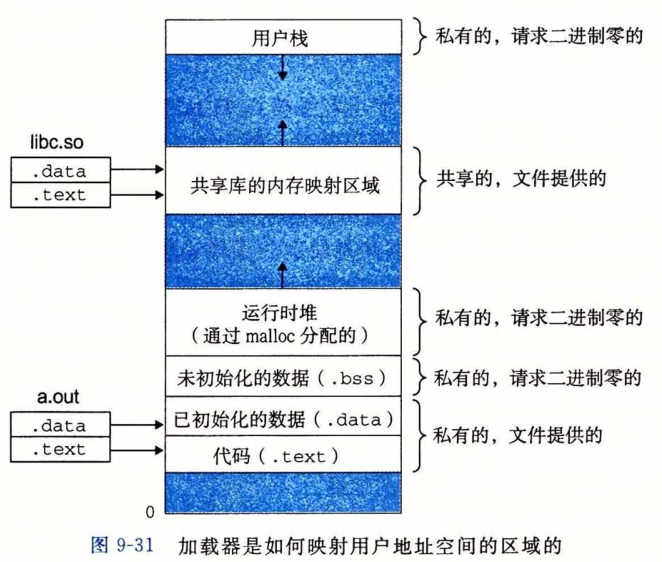 用户栈
私有的，请求二进制零的
libc.so
.data
.text
共享库的内存映射区域
共享的，文件提供的
运行时堆
（通过 malloc 分配的）
私有的，请求二进制零的
未初始化的数据（.bss）
私有的，请求二进制零的
a.out
.data
.text
已初始化的数据（.data）
代码（.text）
私有的，文件提供的
0
图 9-31 加载器是如何映射用户地址空间的区域的